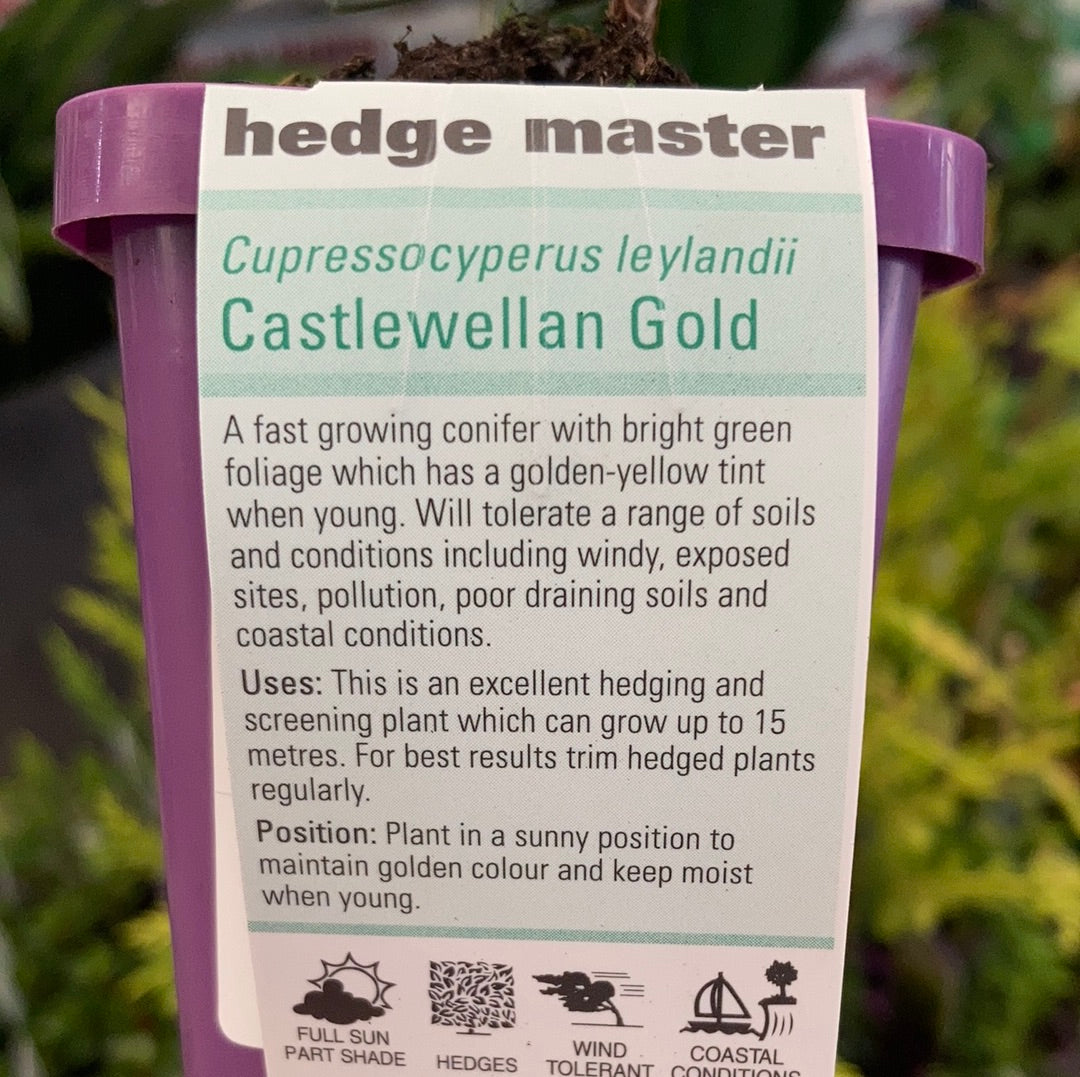 hedge master
Cupressocyperus leylandii
Castlewellan Gold
A fast growing conifer with bright green
foliage which has a golden-yellow tint
when young. Will tolerate a range of soils
and conditions including windy, exposed
sites, pollution, poor draining soils and
coastal conditions.
Uses: This is an excellent hedging and
screening plant which can grow up to 15
metres. For best results trim hedged plants
regularly.
Position: Plant in a sunny position to
maintain golden colour and keep moist
when young.
FULL SUN
PART SHADE
HEDGES
WIND
TOLERANT
COASTAL
CONDITIONS